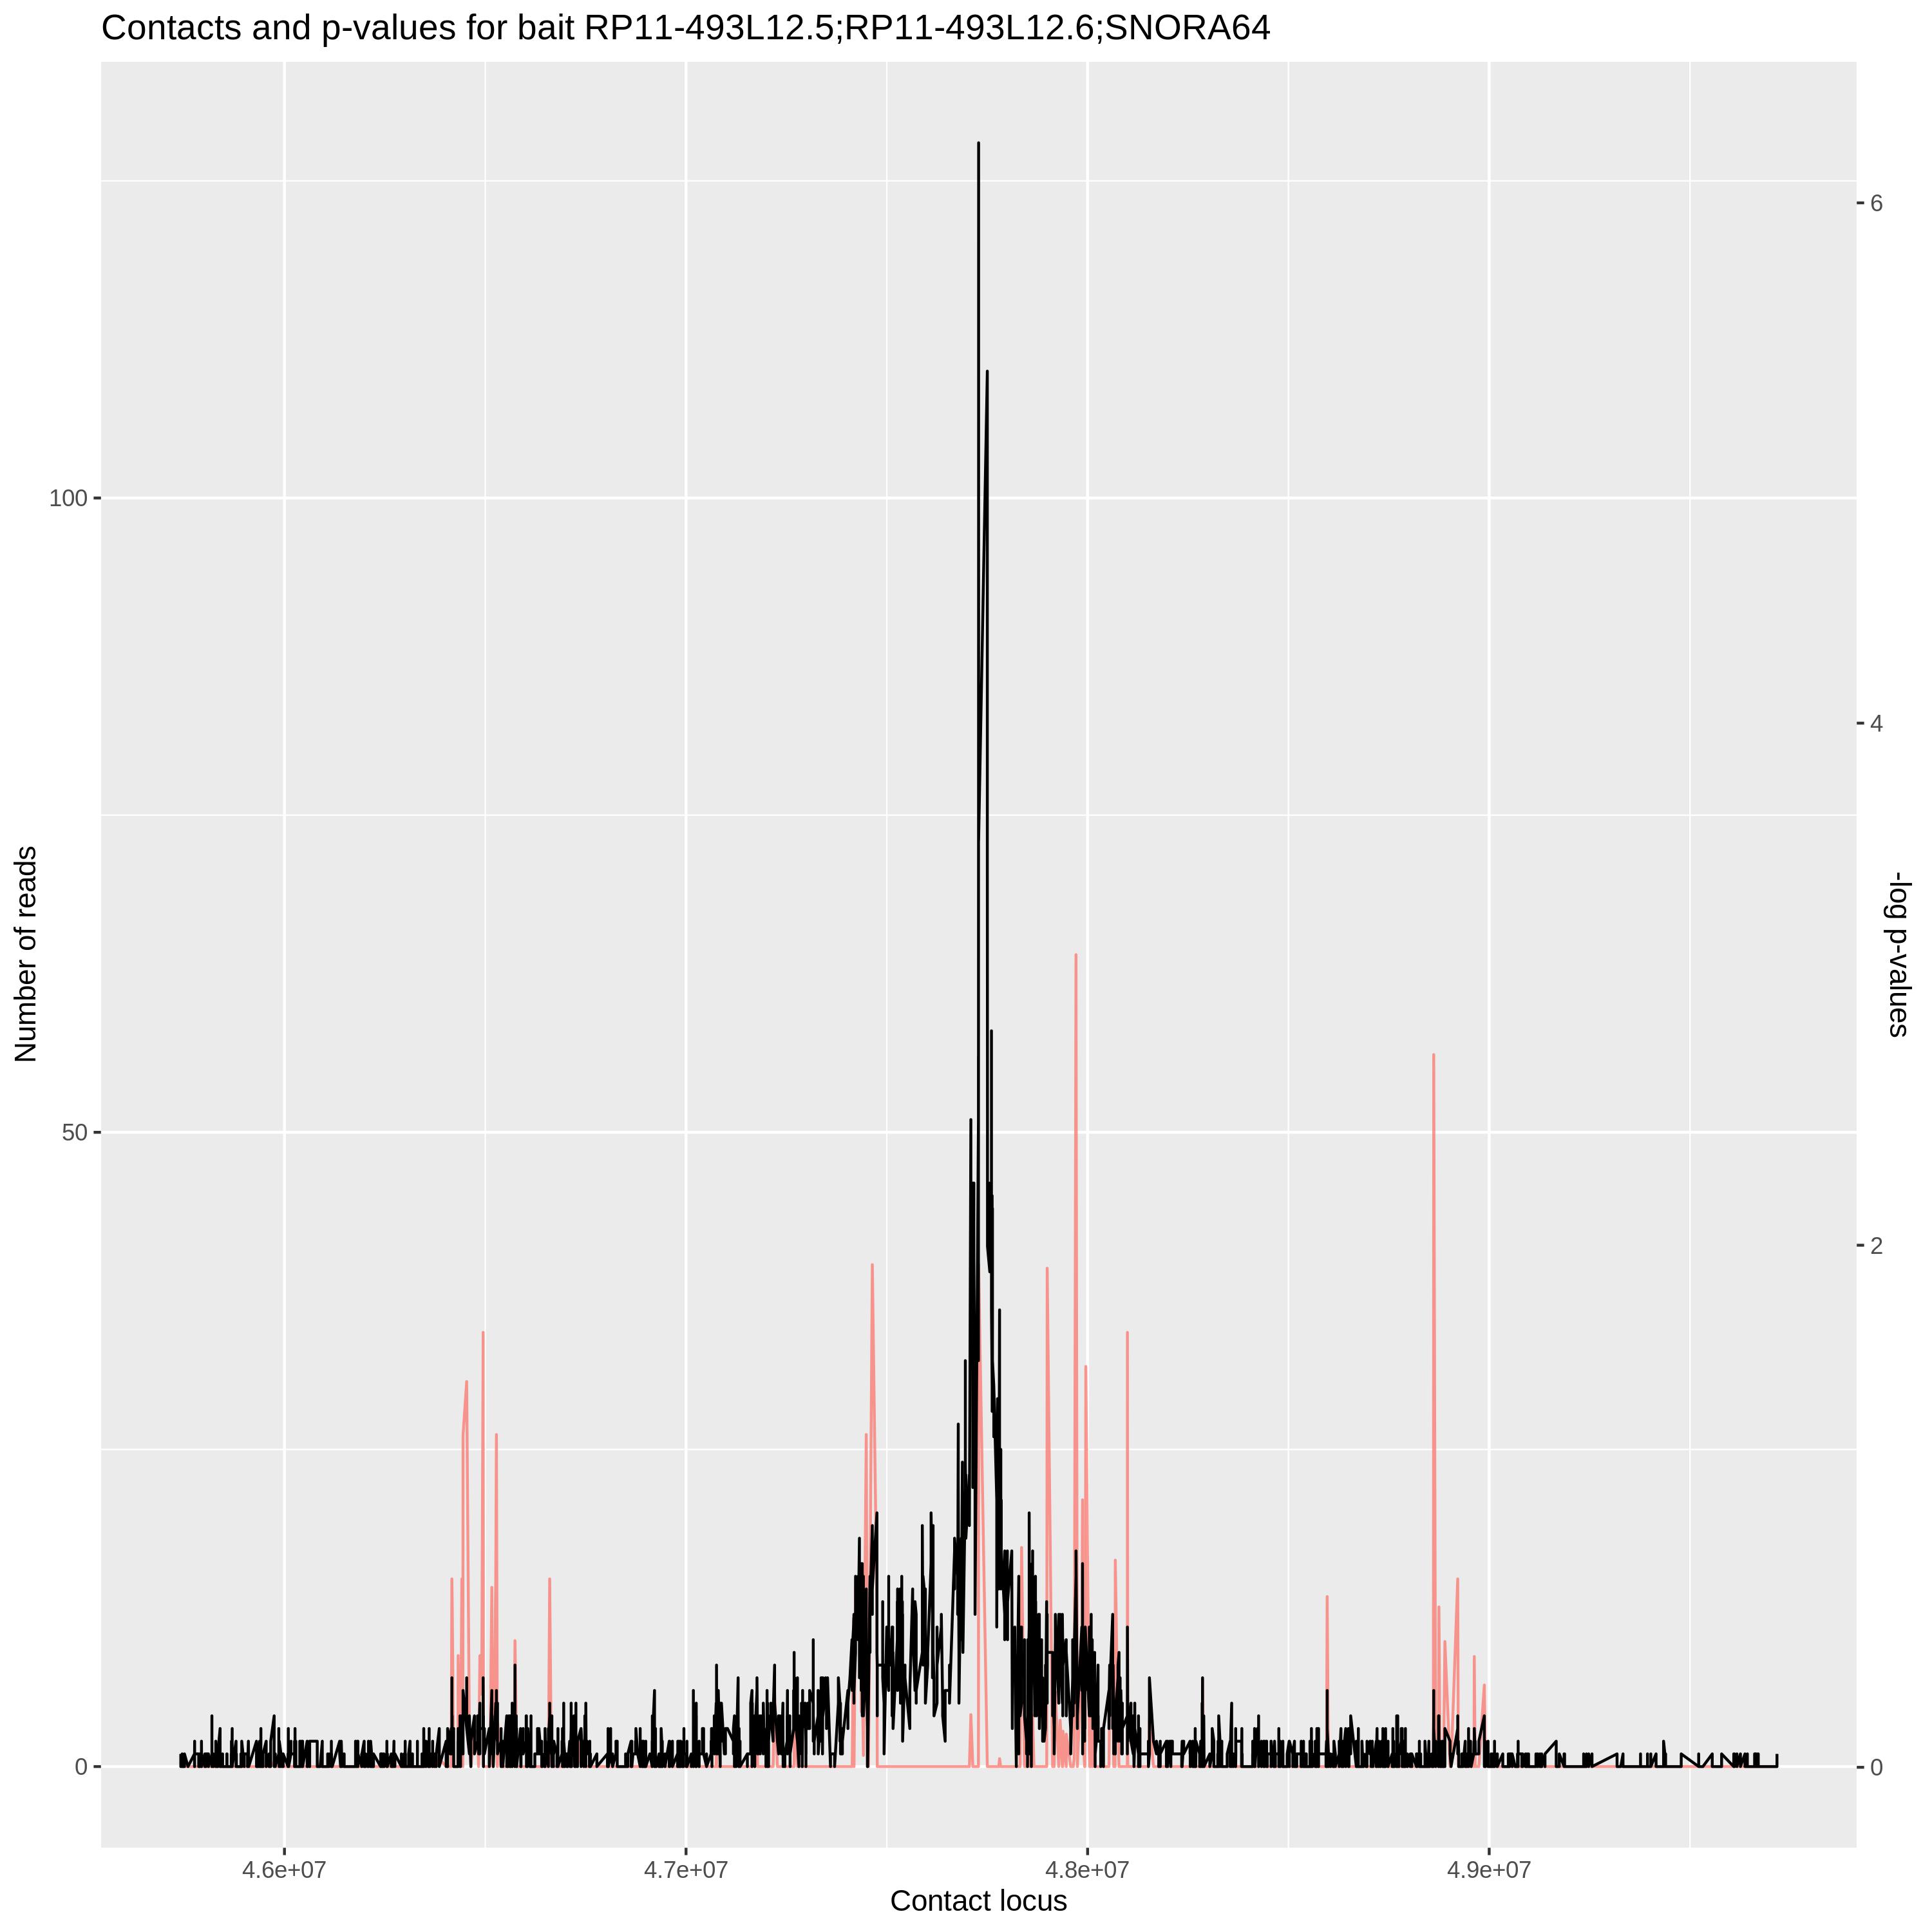 Contacts and p-values for bait RP11-493L12.5;RP11-493L12.6;SNORA64
Number of reads
100
50
0
6
4
2
0
-log p-values
4.6e+07
4.7e+07
4.8e+07
4.9e+07
Contact locus